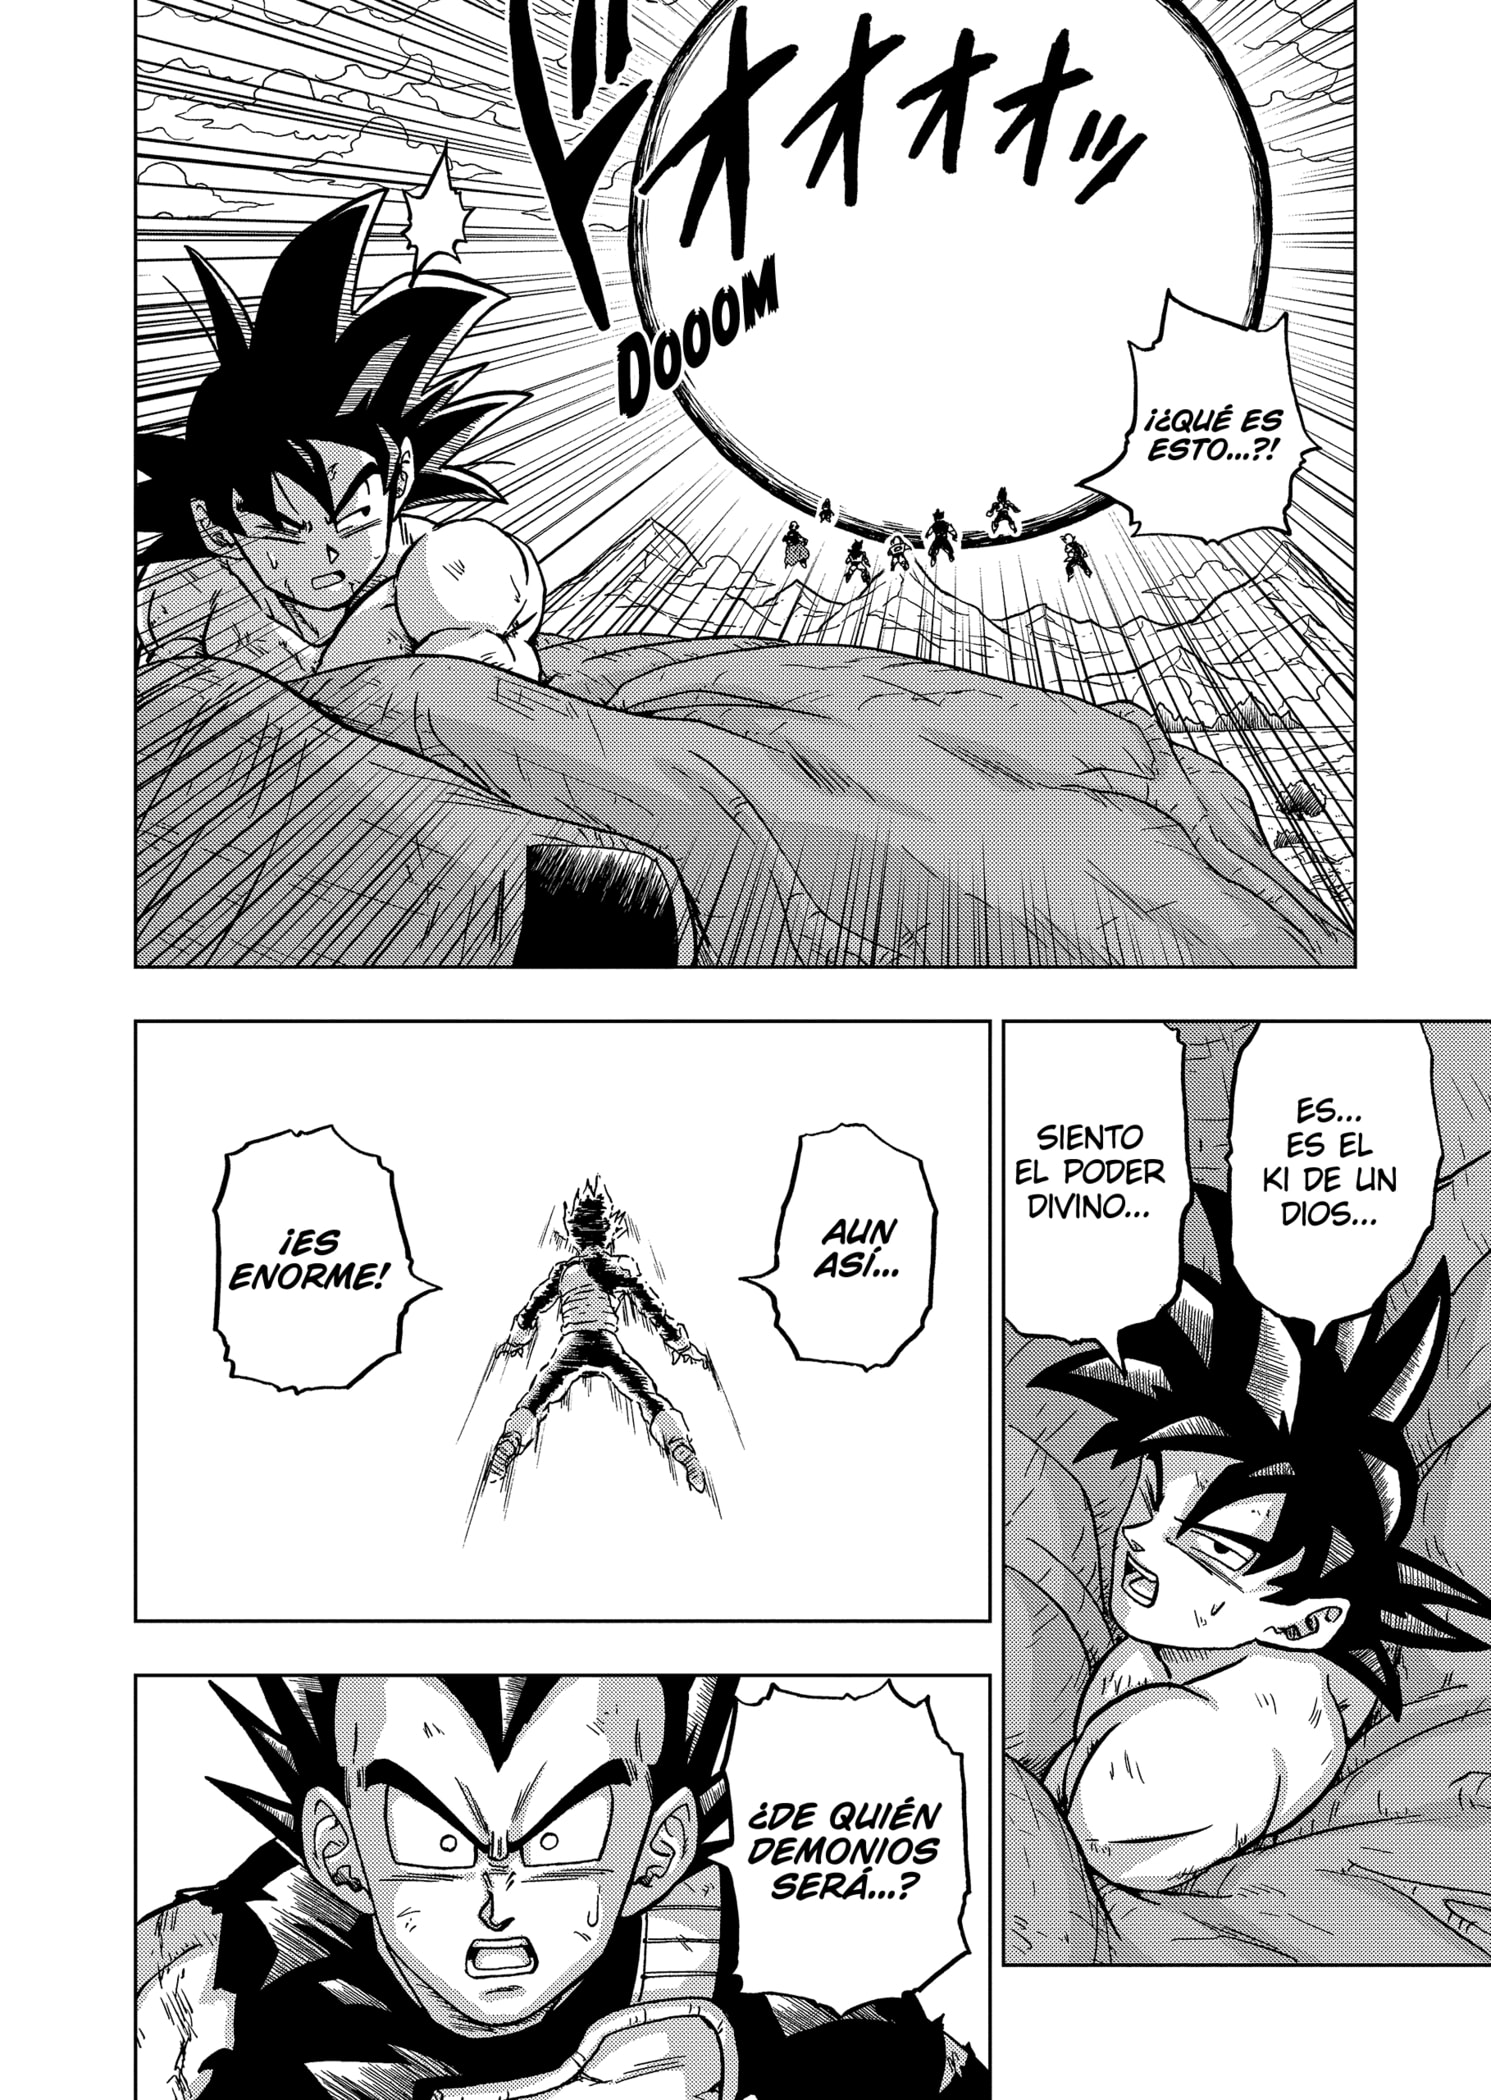 ドオオオオッ
DOOOM
¡¿QUÉ ES
ESTO...?!
ES...
ES EL
KI DE UN
DIOS...
SIENTO
EL PODER
DIVINO...
AUN
ASÍ...
¡ES
ENORME!
¿DE QUIÉN
DEMONIOS
SERÁ...?